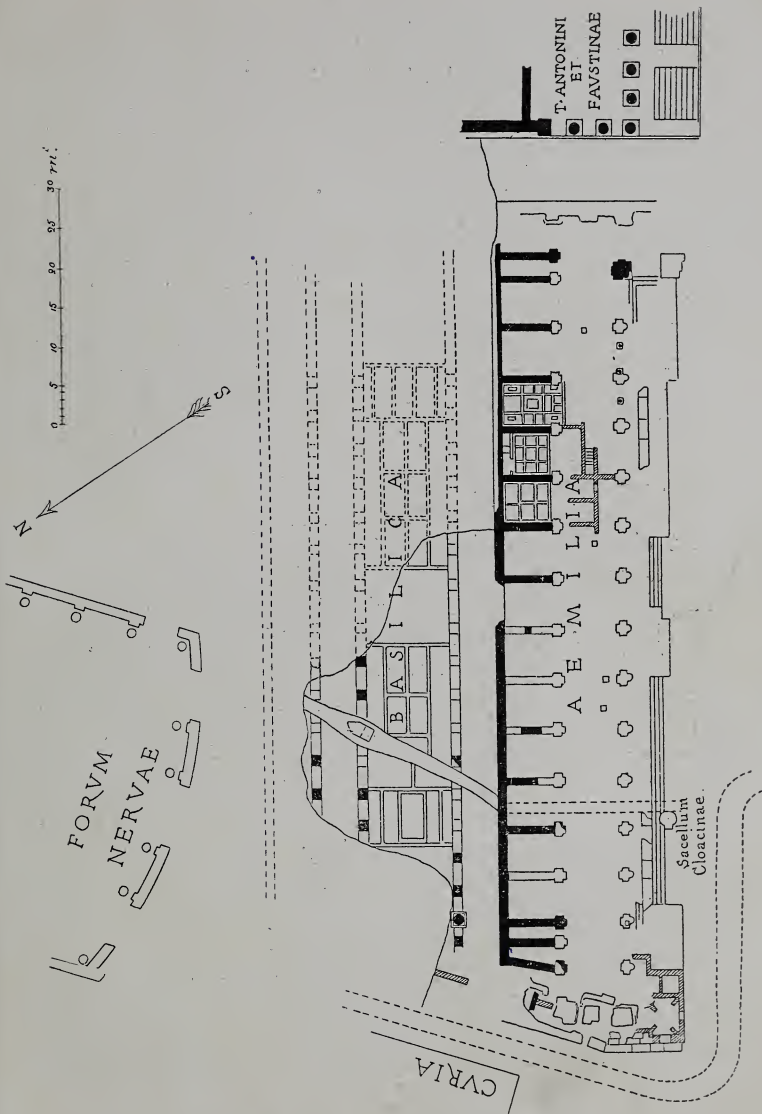 T. ANTONINI
ET
FAVSTINAE
0 5 10 15 20 25 30 m.
N
S
FORVM
NERVAE
BASILICA
AEMILIA
Sacellum
Cloacinae.
CVRIA